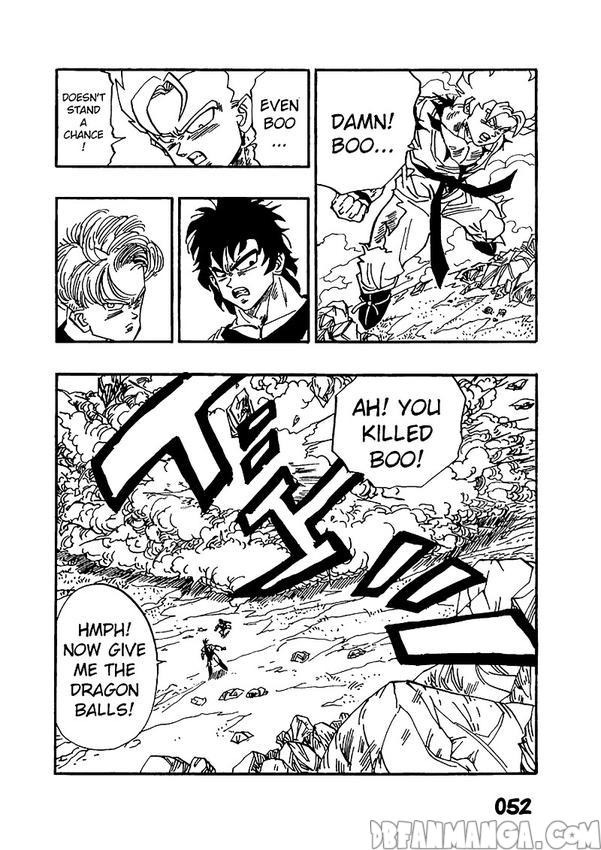 DAMN!
BOO...
EVEN
BOO
...
DOESN'T
STAND
A
CHANCE
!
AH! YOU
KILLED
BOO!
HMPH!
NOW GIVE
ME THE
DRAGON
BALLS!
052
DBFANMANGA.COM